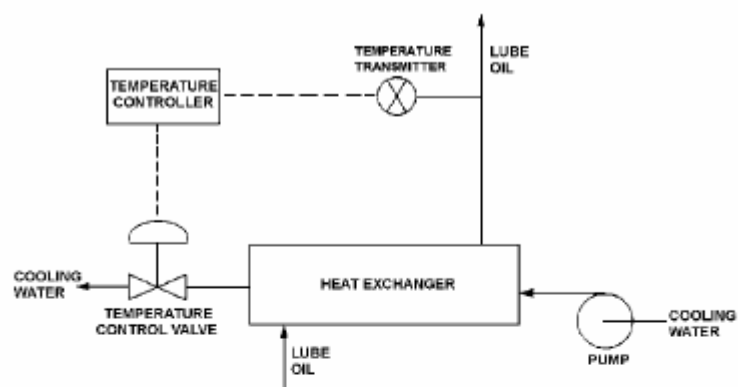 LUBE
OIL
TEMPERATURE
TRANSMITTER
TEMPERATURE
CONTROLLER
HEAT EXCHANGER
COOLING
WATER
TEMPERATURE
CONTROL VALVE
COOLING
WATER
PUMP
LUBE
OIL